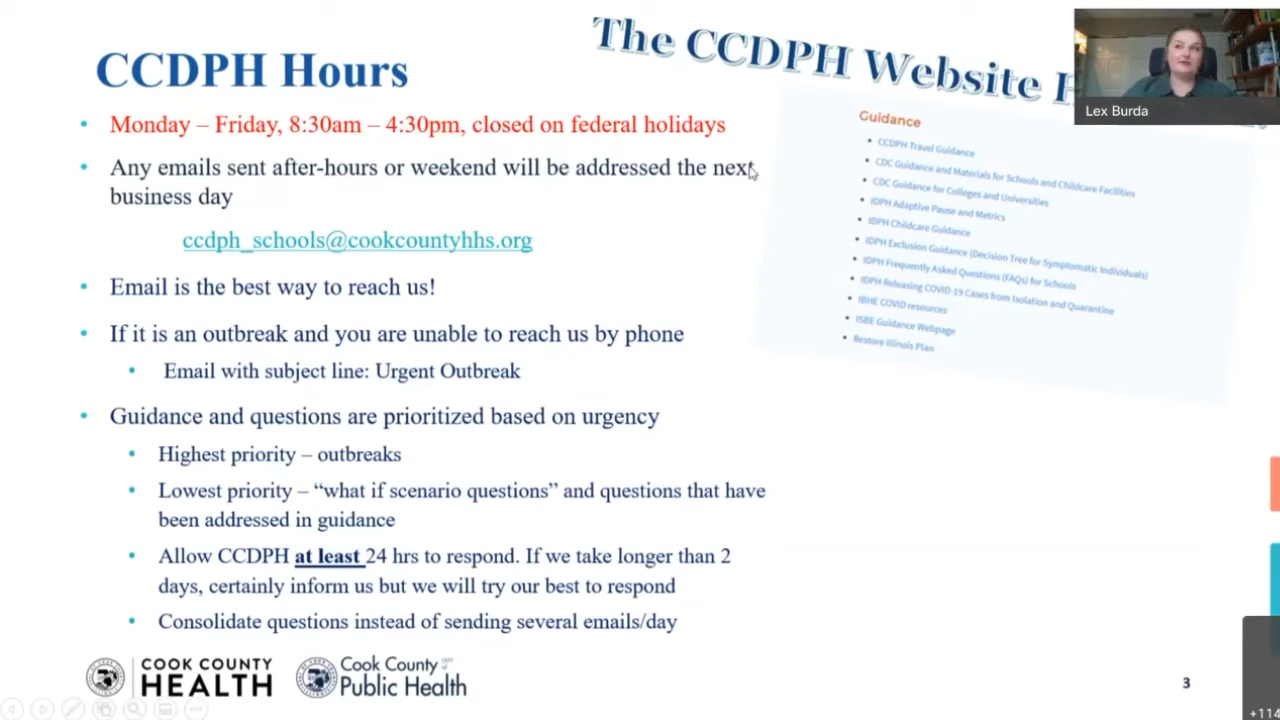 CCDPH Hours
• Monday – Friday, 8:30am – 4:30pm, closed on federal holidays
• Any emails sent after-hours or weekend will be addressed the next
business day
ccdph_schools@cookcountyhhs.org
• Email is the best way to reach us!
• If it is an outbreak and you are unable to reach us by phone
• Email with subject line: Urgent Outbreak
• Guidance and questions are prioritized based on urgency
• Highest priority – outbreaks
• Lowest priority – “what if scenario questions” and questions that have
been addressed in guidance
• Allow CCDPH at least 24 hrs to respond. If we take longer than 2
days, certainly inform us but we will try our best to respond
• Consolidate questions instead of sending several emails/day
The CCDPH Website
Guidance
• CCDPH Travel Guidance
• CDC Guidance and Materials for Schools and Childcare Facilities
• CDC Guidance for Colleges and Universities
• IDPH Adaptive Pause and Metrics
• IDPH Childcare Guidance
• IDPH Exclusion Guidance (Decision Tree for Symptomatic Individuals)
• IDPH Frequently Asked Questions (FAQs) for Schools
• IDPH Releasing COVID-19 Cases from Isolation and Quarantine
• IBHE COVID resources
• ISBE Guidance Webpage
• Restore Illinois Plan
Lex Burda
COOK COUNTY
HEALTH
Cook County
Public Health
3
+114